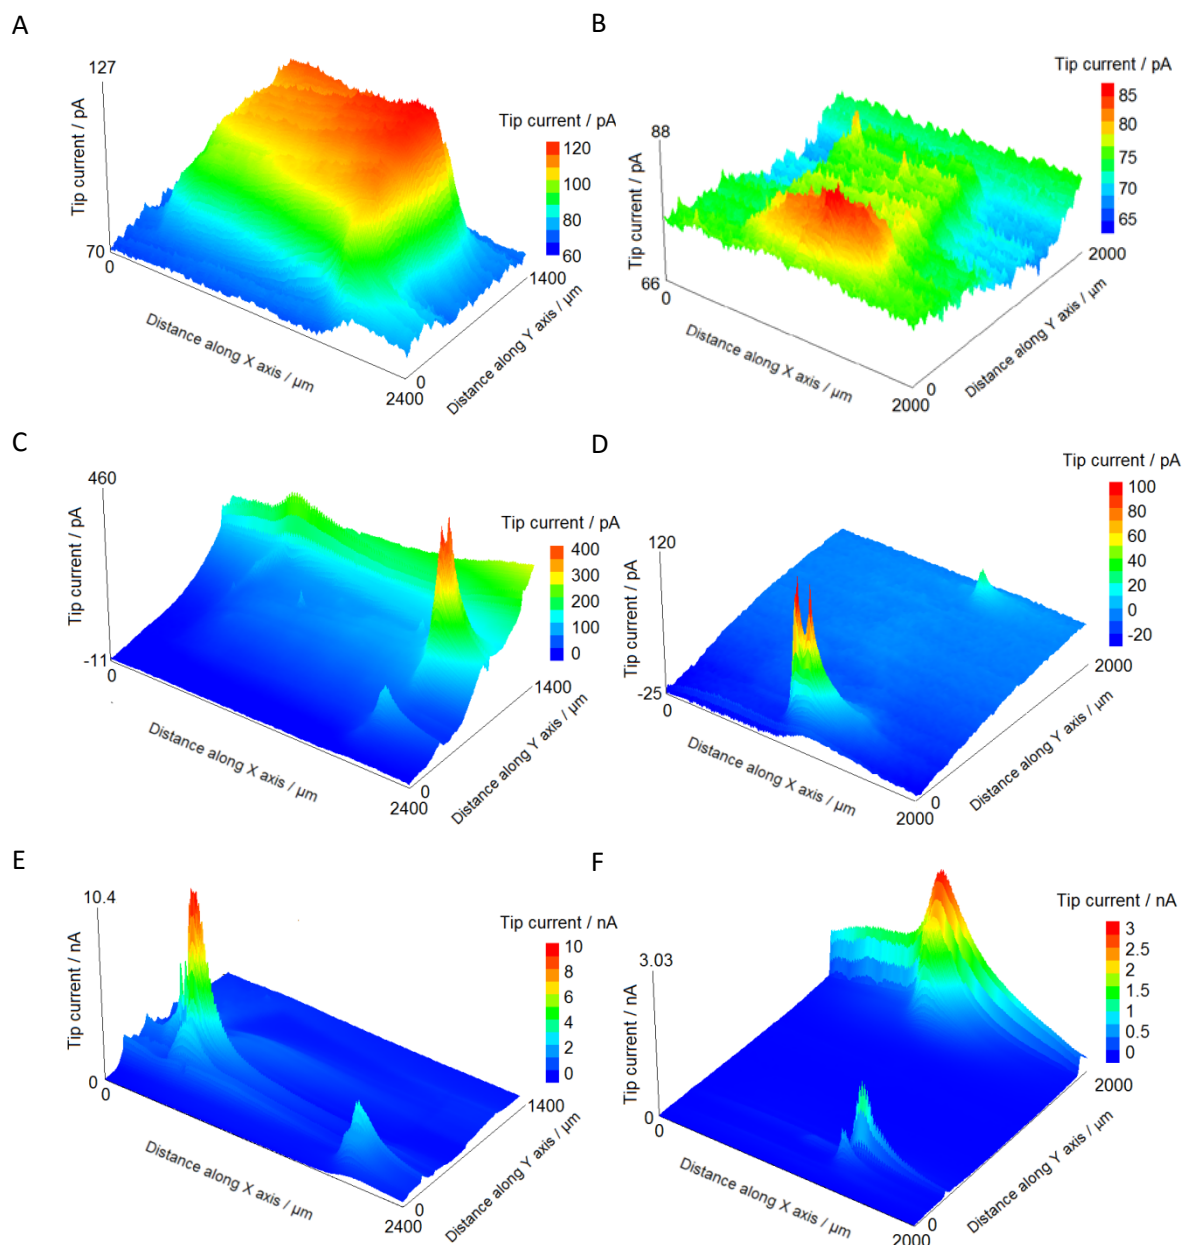 A
127
Tip current / pA
70
0
Distance along X axis / µm
2400
0
Distance along Y axis / µm
1400
Tip current / pA
120
100
80
60
B
88
Tip current / pA
66
0
Distance along X axis / µm
2000
0
Distance along Y axis / µm
2000
Tip current / pA
85
80
75
70
65
C
460
Tip current / pA
-11
0
Distance along X axis / µm
2400
0
Distance along Y axis / µm
1400
Tip current / pA
400
300
200
100
0
D
120
Tip current / pA
-25
0
Distance along X axis / µm
2000
0
Distance along Y axis / µm
2000
Tip current / pA
100
80
60
40
20
0
-20
E
10.4
Tip current / nA
0
0
Distance along X axis / µm
2400
0
Distance along Y axis / µm
1400
Tip current / nA
10
8
6
4
2
0
F
3.03
Tip current / nA
0
0
Distance along X axis / µm
2000
0
Distance along Y axis / µm
2000
Tip current / nA
3
2.5
2
1.5
1
0.5
0